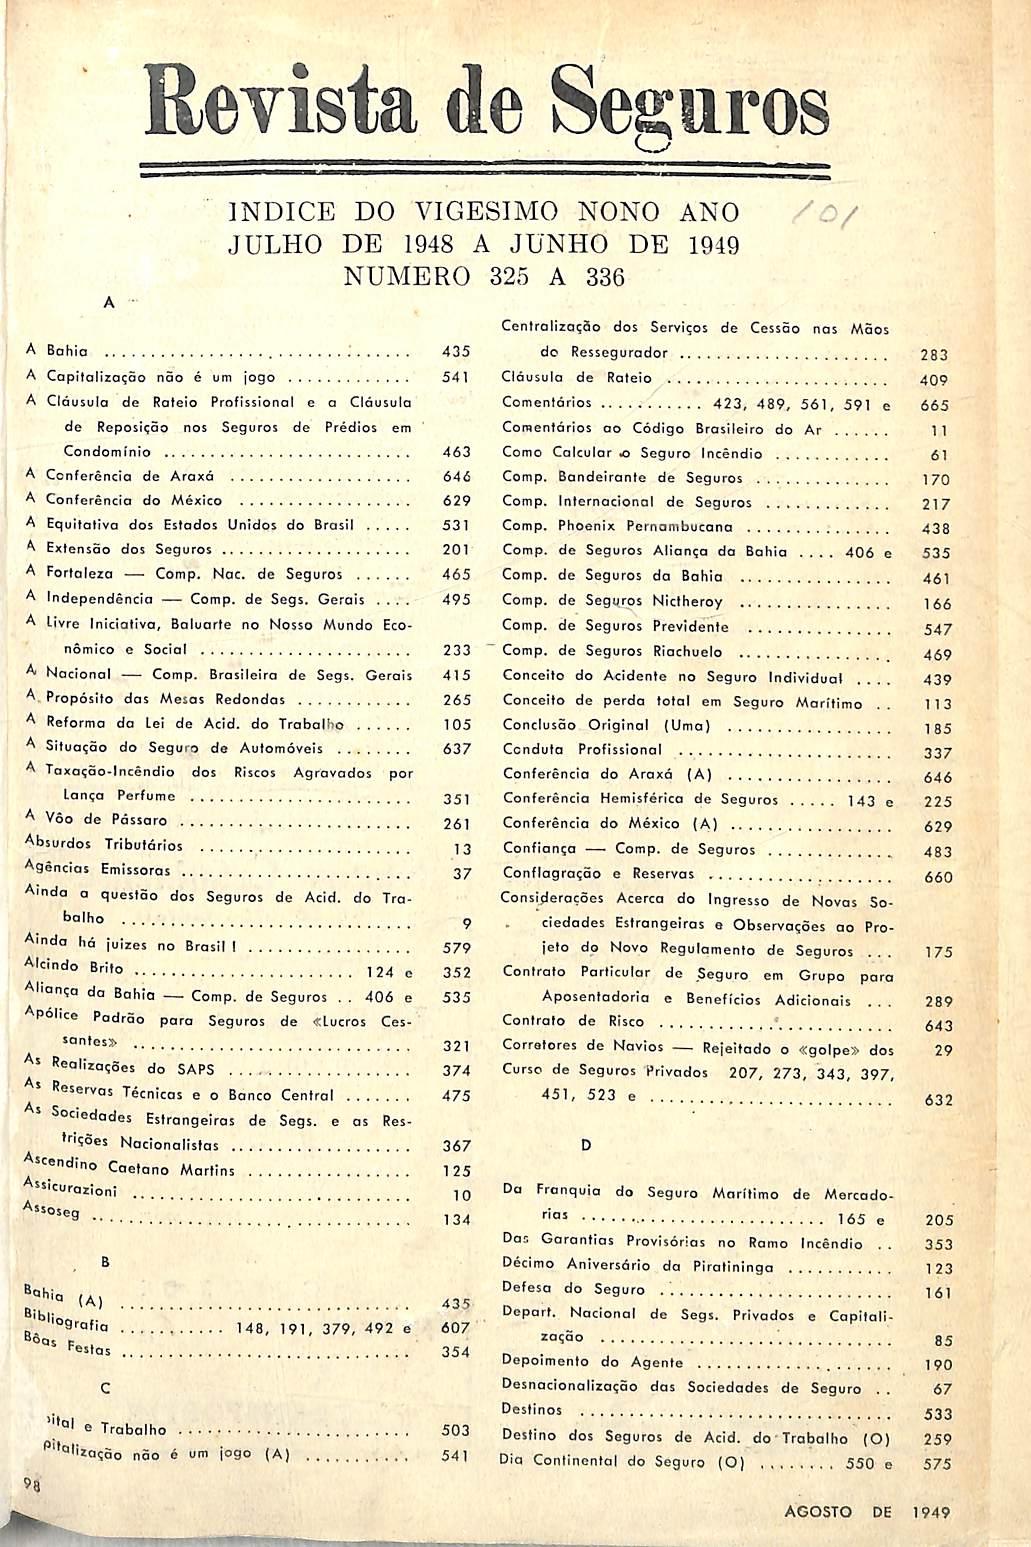 Revista de Seguros
INDICE DO VIGESIMO NONO ANO
101
JULHO DE 1948 A JUNHO DE 1949
NUMERO 325 A 336
A
A Bahia .................................. 435
A Capitalização não é um jogo .............. 541
A Cláusula de Rateio Profissional e a Cláusula
de Reposição nos Seguros de Prédios em
Condomínio ........................... 463
A Conferência de Araxá .................... 646
A Conferência do México ................... 629
A Equitativa dos Estados Unidos do Brasil ..... 531
A Extensão dos Seguros ..................... 201
A Fortaleza — Comp. Nac. de Seguros ...... 465
A Independência — Comp. de Segs. Gerais .... 495
A Livre Iniciativa, Baluarte no Nosso Mundo Eco-
nômico e Social ....................... 233
A Nacional — Comp. Brasileira de Segs. Gerais 415
A Propósito das Mesas Redondas ............ 265
A Reforma da Lei de Acid. do Trabalho ...... 105
A Situação do Seguro de Automóveis ........ 637
A Taxação-Incêndio dos Riscos Agravados por
Lança Perfume ........................ 351
A Vôo de Pássaro ......................... 261
Absurdos Tributários ....................... 13
Agências Emissoras ......................... 37
Ainda a questão dos Seguros de Acid. do Tra-
balho ................................ 9
Ainda há juizes no Brasil ! .................. 579
Alcindo Brito ........................ 124 e 352
Aliança da Bahia — Comp. de Seguros .. 406 e 535
Apólice Padrão para Seguros de «Lucros Ces-
santes» .............................. 321
As Realizações do SAPS .................... 374
As Reservas Técnicas e o Banco Central ....... 475
As Sociedades Estrangeiras de Segs. e as Res-
trições Nacionalistas .................... 367
Ascendino Caetano Martins .................. 125
Assicurazioni .............................. 10
Assoseg .................................. 134
B
Bahia (A) ................................ 435
Bibliografia ........... 148, 191, 379, 492 e 607
Bôas Festas ............................... 354
C
ital e Trabalho .......................... 503
pitalização não é um jogo (A) ............ 541
98
Centralização dos Serviços de Cessão nas Mãos
do Ressegurador ....................... 283
Cláusula de Rateio ......................... 409
Comentários ........... 423, 489, 561, 591 e 665
Comentários ao Código Brasileiro do Ar ...... 11
Como Calcular o Seguro Incêndio ............ 61
Comp. Bandeirante de Seguros .............. 170
Comp. Internacional de Seguros ............. 217
Comp. Phoenix Pernambucana ............... 438
Comp. de Seguros Aliança da Bahia .... 406 e 535
Comp. de Seguros da Bahia ................ 461
Comp. de Seguros Nictheroy ................ 166
Comp. de Seguros Previdente ............... 547
Comp. de Seguros Riachuelo ................ 469
Conceito do Acidente no Seguro Individual .... 439
Conceito de perda total em Seguro Marítimo .. 113
Conclusão Original (Uma) .................. 185
Conduta Profissional ....................... 337
Conferência do Araxá (A) .................. 646
Conferência Hemisférica de Seguros ..... 143 e 225
Conferência do México (A) .................. 629
Confiança — Comp. de Seguros ............. 483
Conflagração e Reservas .................... 660
Considerações Acerca do Ingresso de Novas So-
ciedades Estrangeiras e Observações ao Pro-
jeto do Novo Regulamento de Seguros ... 175
Contrato Particular de Seguro em Grupo para
Aposentadoria e Benefícios Adicionais ... 289
Contrato de Risco ......................... 643
Corretores de Navios — Rejeitado o «golpe» dos 29
Curso de Seguros Privados 207, 273, 343, 397,
451, 523 e ........................... 632
D
Da Franquia do Seguro Marítimo de Mercado-
rias ........................... 165 e 205
Das Garantias Provisórias no Ramo Incêndio .. 353
Décimo Aniversário da Piratininga ........... 123
Defesa do Seguro .......................... 161
Depart. Nacional de Segs. Privados e Capitali-
zação ................................ 85
Depoimento do Agente ..................... 190
Desnacionalização das Sociedades de Seguro .. 67
Destinos .................................. 533
Destino dos Seguros de Acid. do Trabalho (O) 259
Dia Continental do Seguro (O) ........ 550 e 575
AGOSTO DE 1949